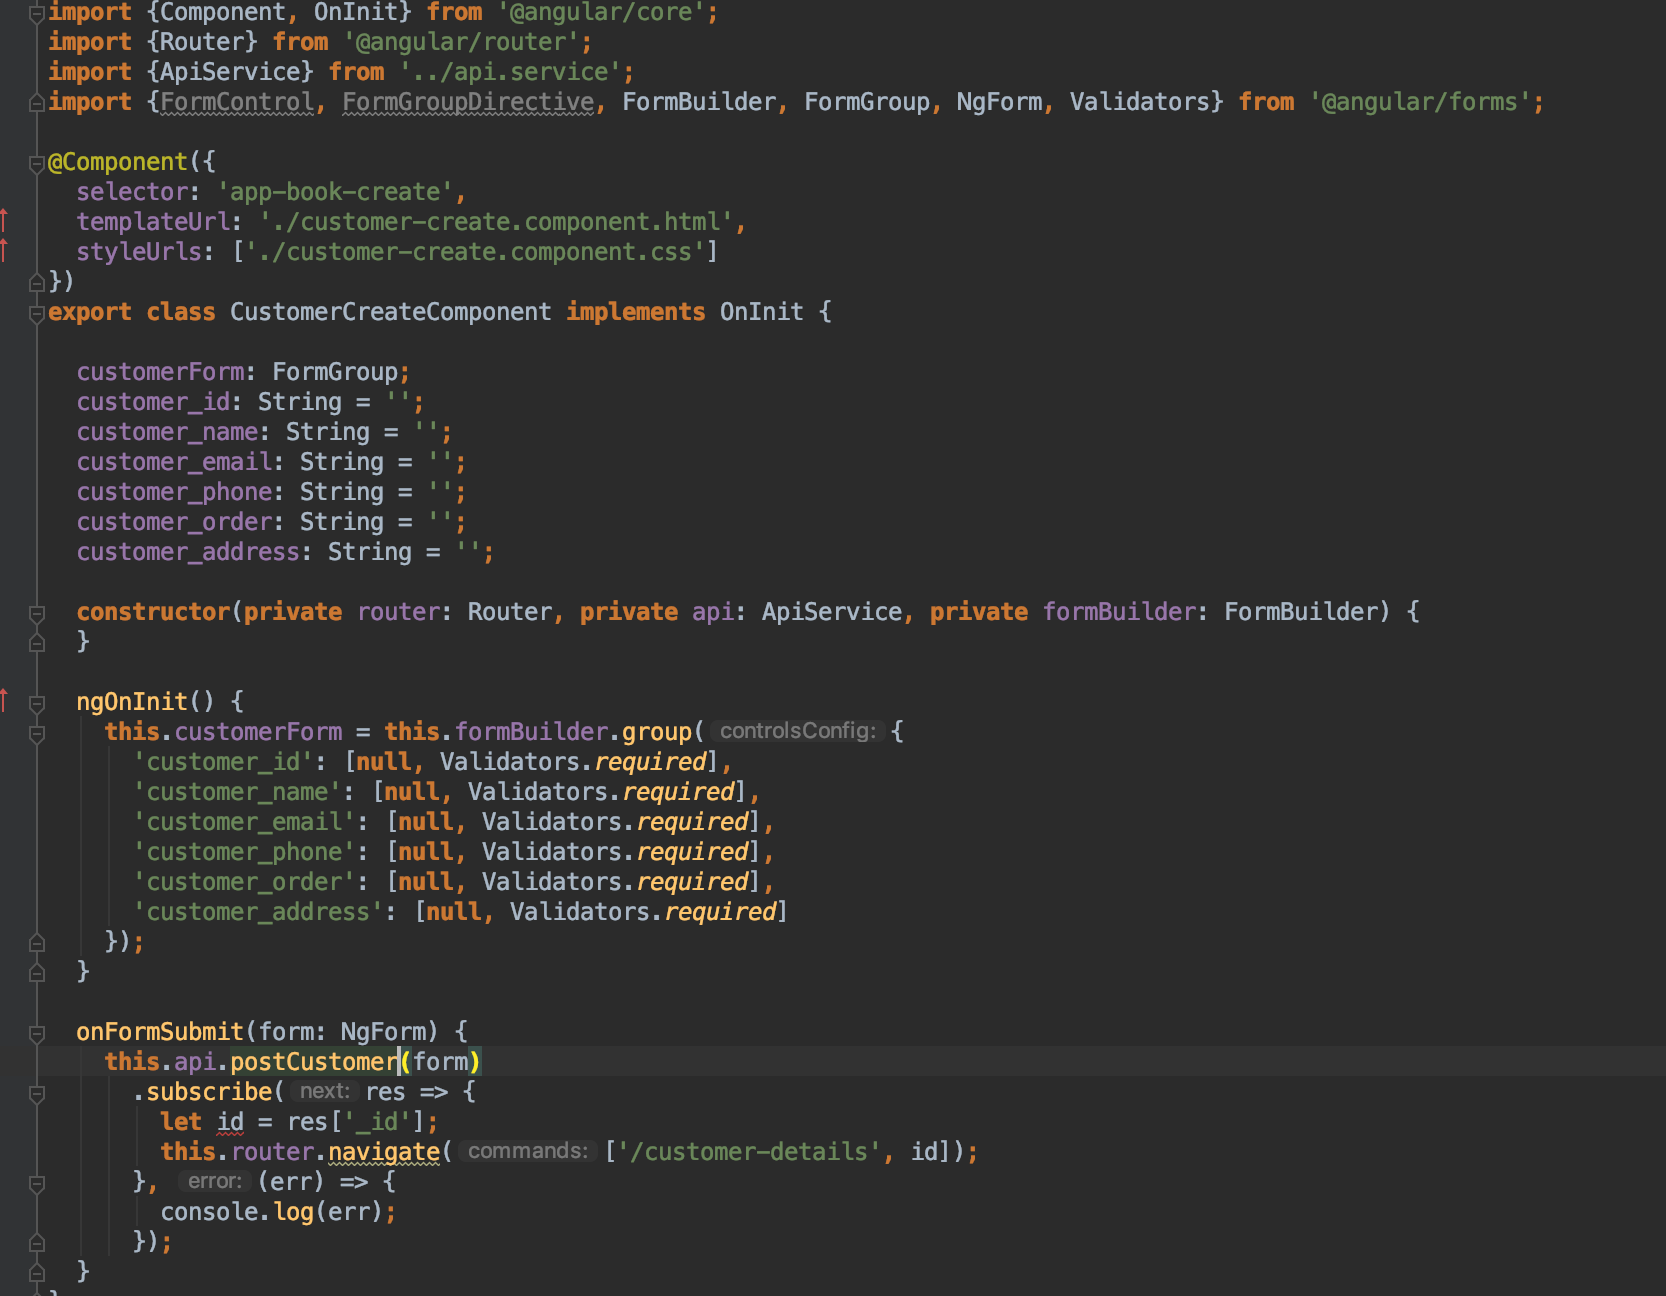 import {Component, OnInit} from '@angular/core';
import {Router} from '@angular/router';
import {ApiService} from '../api.service';
import {FormControl, FormGroupDirective, FormBuilder, FormGroup, NgForm, Validators} from '@angular/forms';
@Component({
selector: 'app-book-create',
templateUrl: './customer-create.component.html',
styleUrls: ['./customer-create.component.css']
})
export class CustomerCreateComponent implements OnInit {
customerForm: FormGroup;
customer_id: String = '';
customer_name: String = '';
customer_email: String = '';
customer_phone: String = '';
customer_order: String = '';
customer_address: String = '';
constructor(private router: Router, private api: ApiService, private formBuilder: FormBuilder) {
}
ngOnInit() {
this.customerForm = this.formBuilder.group( controlsConfig: {
'customer_id': [null, Validators.required],
'customer_name': [null, Validators.required],
'customer_email': [null, Validators.required],
'customer_phone': [null, Validators.required],
'customer_order': [null, Validators.required],
'customer_address': [null, Validators.required]
});
}
onFormSubmit(form: NgForm) {
this.api.postCustomer(form)
.subscribe( next: res => {
let id = res['_id'];
this.router.navigate( commands: ['/customer-details', id]);
}, error: (err) => {
console.log(err);
});
}